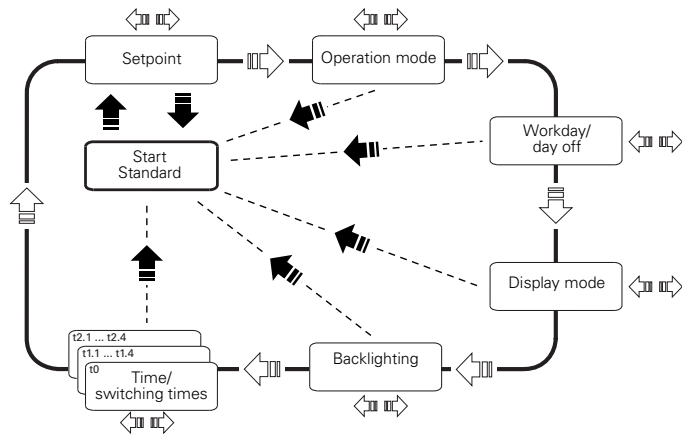 Setpoint
Operation mode
Workday/
day off
Start
Standard
Display mode
t2.1 ... t2.4
t1.1 ... t1.4
t0
Time/
switching times
Backlighting